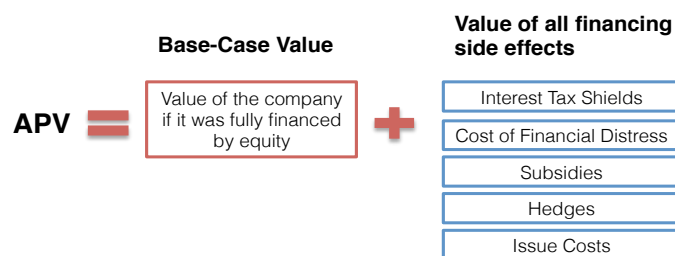 Base-Case Value
Value of all financing
side effects
APV
Value of the company
if it was fully financed
by equity
Interest Tax Shields
Cost of Financial Distress
Subsidies
Hedges
Issue Costs